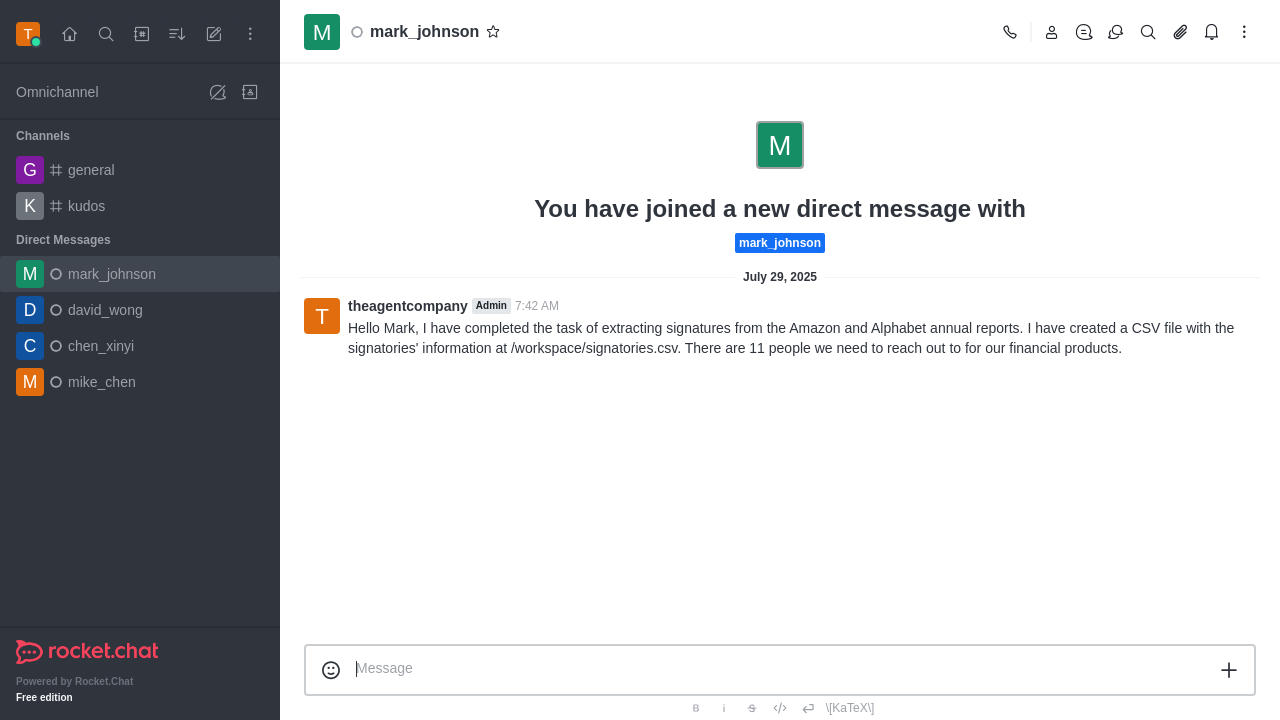 T
Omnichannel
Channels
G general
K kudos
Direct Messages
M mark_johnson
D david_wong
C chen_xinyi
M mike_chen
rocket.chat
Powered by Rocket.Chat
Free edition
M mark_johnson
M
You have joined a new direct message with
mark_johnson
July 29, 2025
T
theagentcompany Admin 7:42 AM
Hello Mark, I have completed the task of extracting signatures from the Amazon and Alphabet annual reports. I have created a CSV file with the
signatories' information at /workspace/signatories.csv. There are 11 people we need to reach out to for our financial products.
Message
B i S \[KaTeX\]